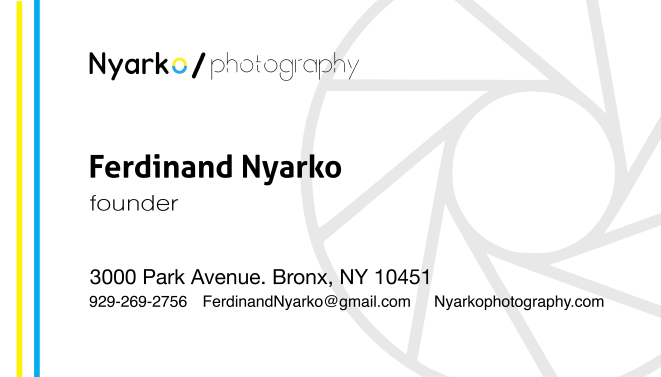 Nyarko/photography
Ferdinand Nyarko
founder
3000 Park Avenue. Bronx, NY 10451
929-269-2756 FerdinandNyarko@gmail.com Nyarkophotography.com